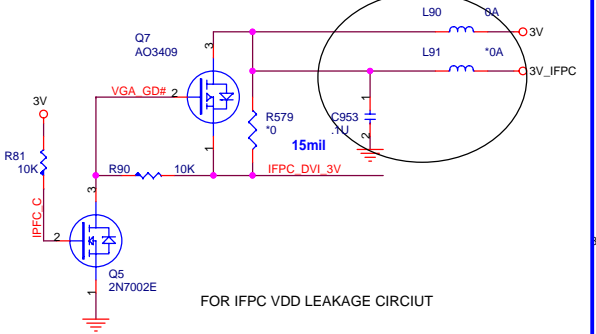 L90 0A
3V
Q7
AO3409
3
L91 *0A
3V_IFPC
VGA_GD# 2
1
3V
R579
*0
C953
.1U
2
15mil
R81
10K
1
R90 10K
IFPC_DVI_3V
3
IPFC_C
2
Q5
2N7002E
1
FOR IFPC VDD LEAKAGE CIRCIUT